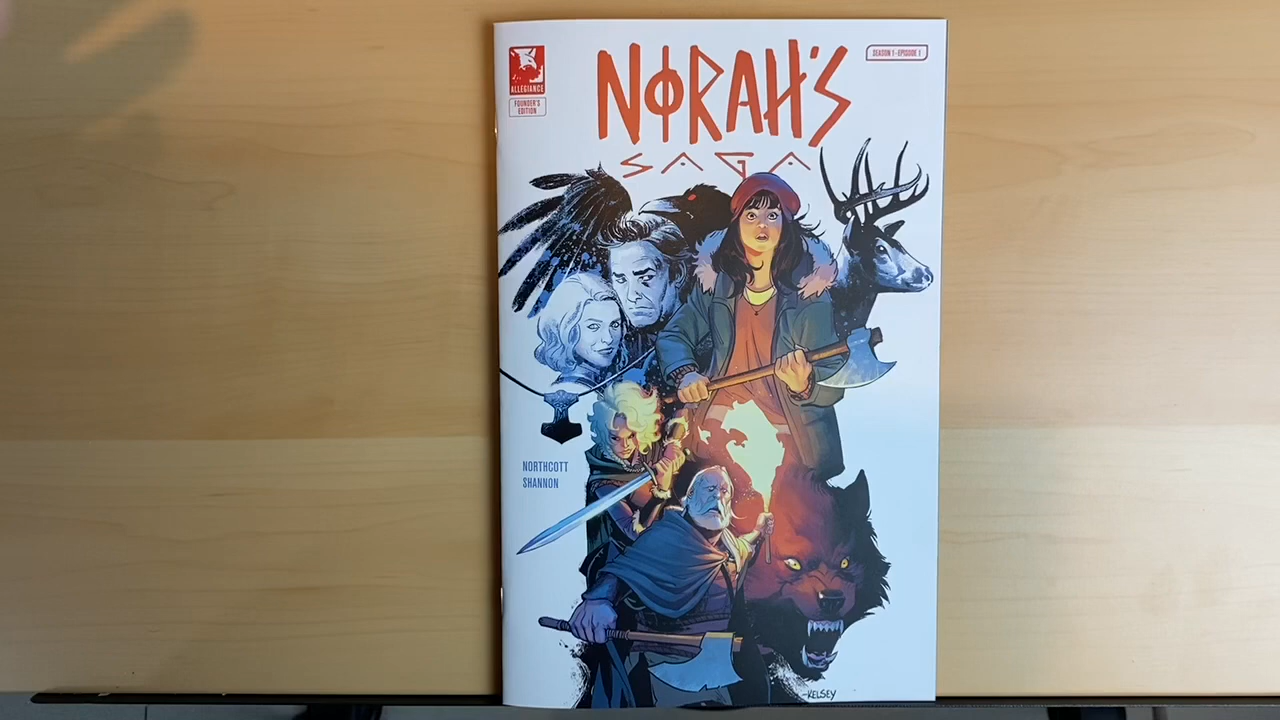 NORAH'S
SAGA
SEASON 1 - EPISODE 1
ALLEGIANCE
FOUNDER'S
EDITION
NORTHCOTT
SHANNON
KELSEY